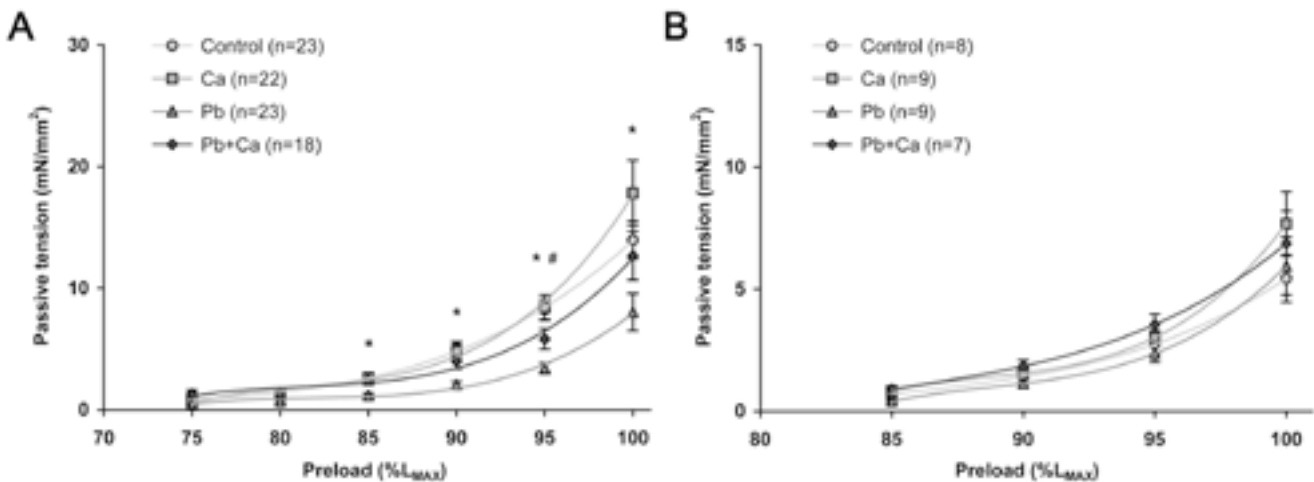 A
30
20
10
0
Passive tension (mN/mm²)
Control (n=23)
Ca (n=22)
Pb (n=23)
Pb+Ca (n=18)
*
*
* #
*
70 75 80 85 90 95 100
Preload (%L_MAX)
B
15
10
5
0
Passive tension (mN/mm²)
Control (n=8)
Ca (n=9)
Pb (n=9)
Pb+Ca (n=7)
80 85 90 95 100
Preload (%L_MAX)